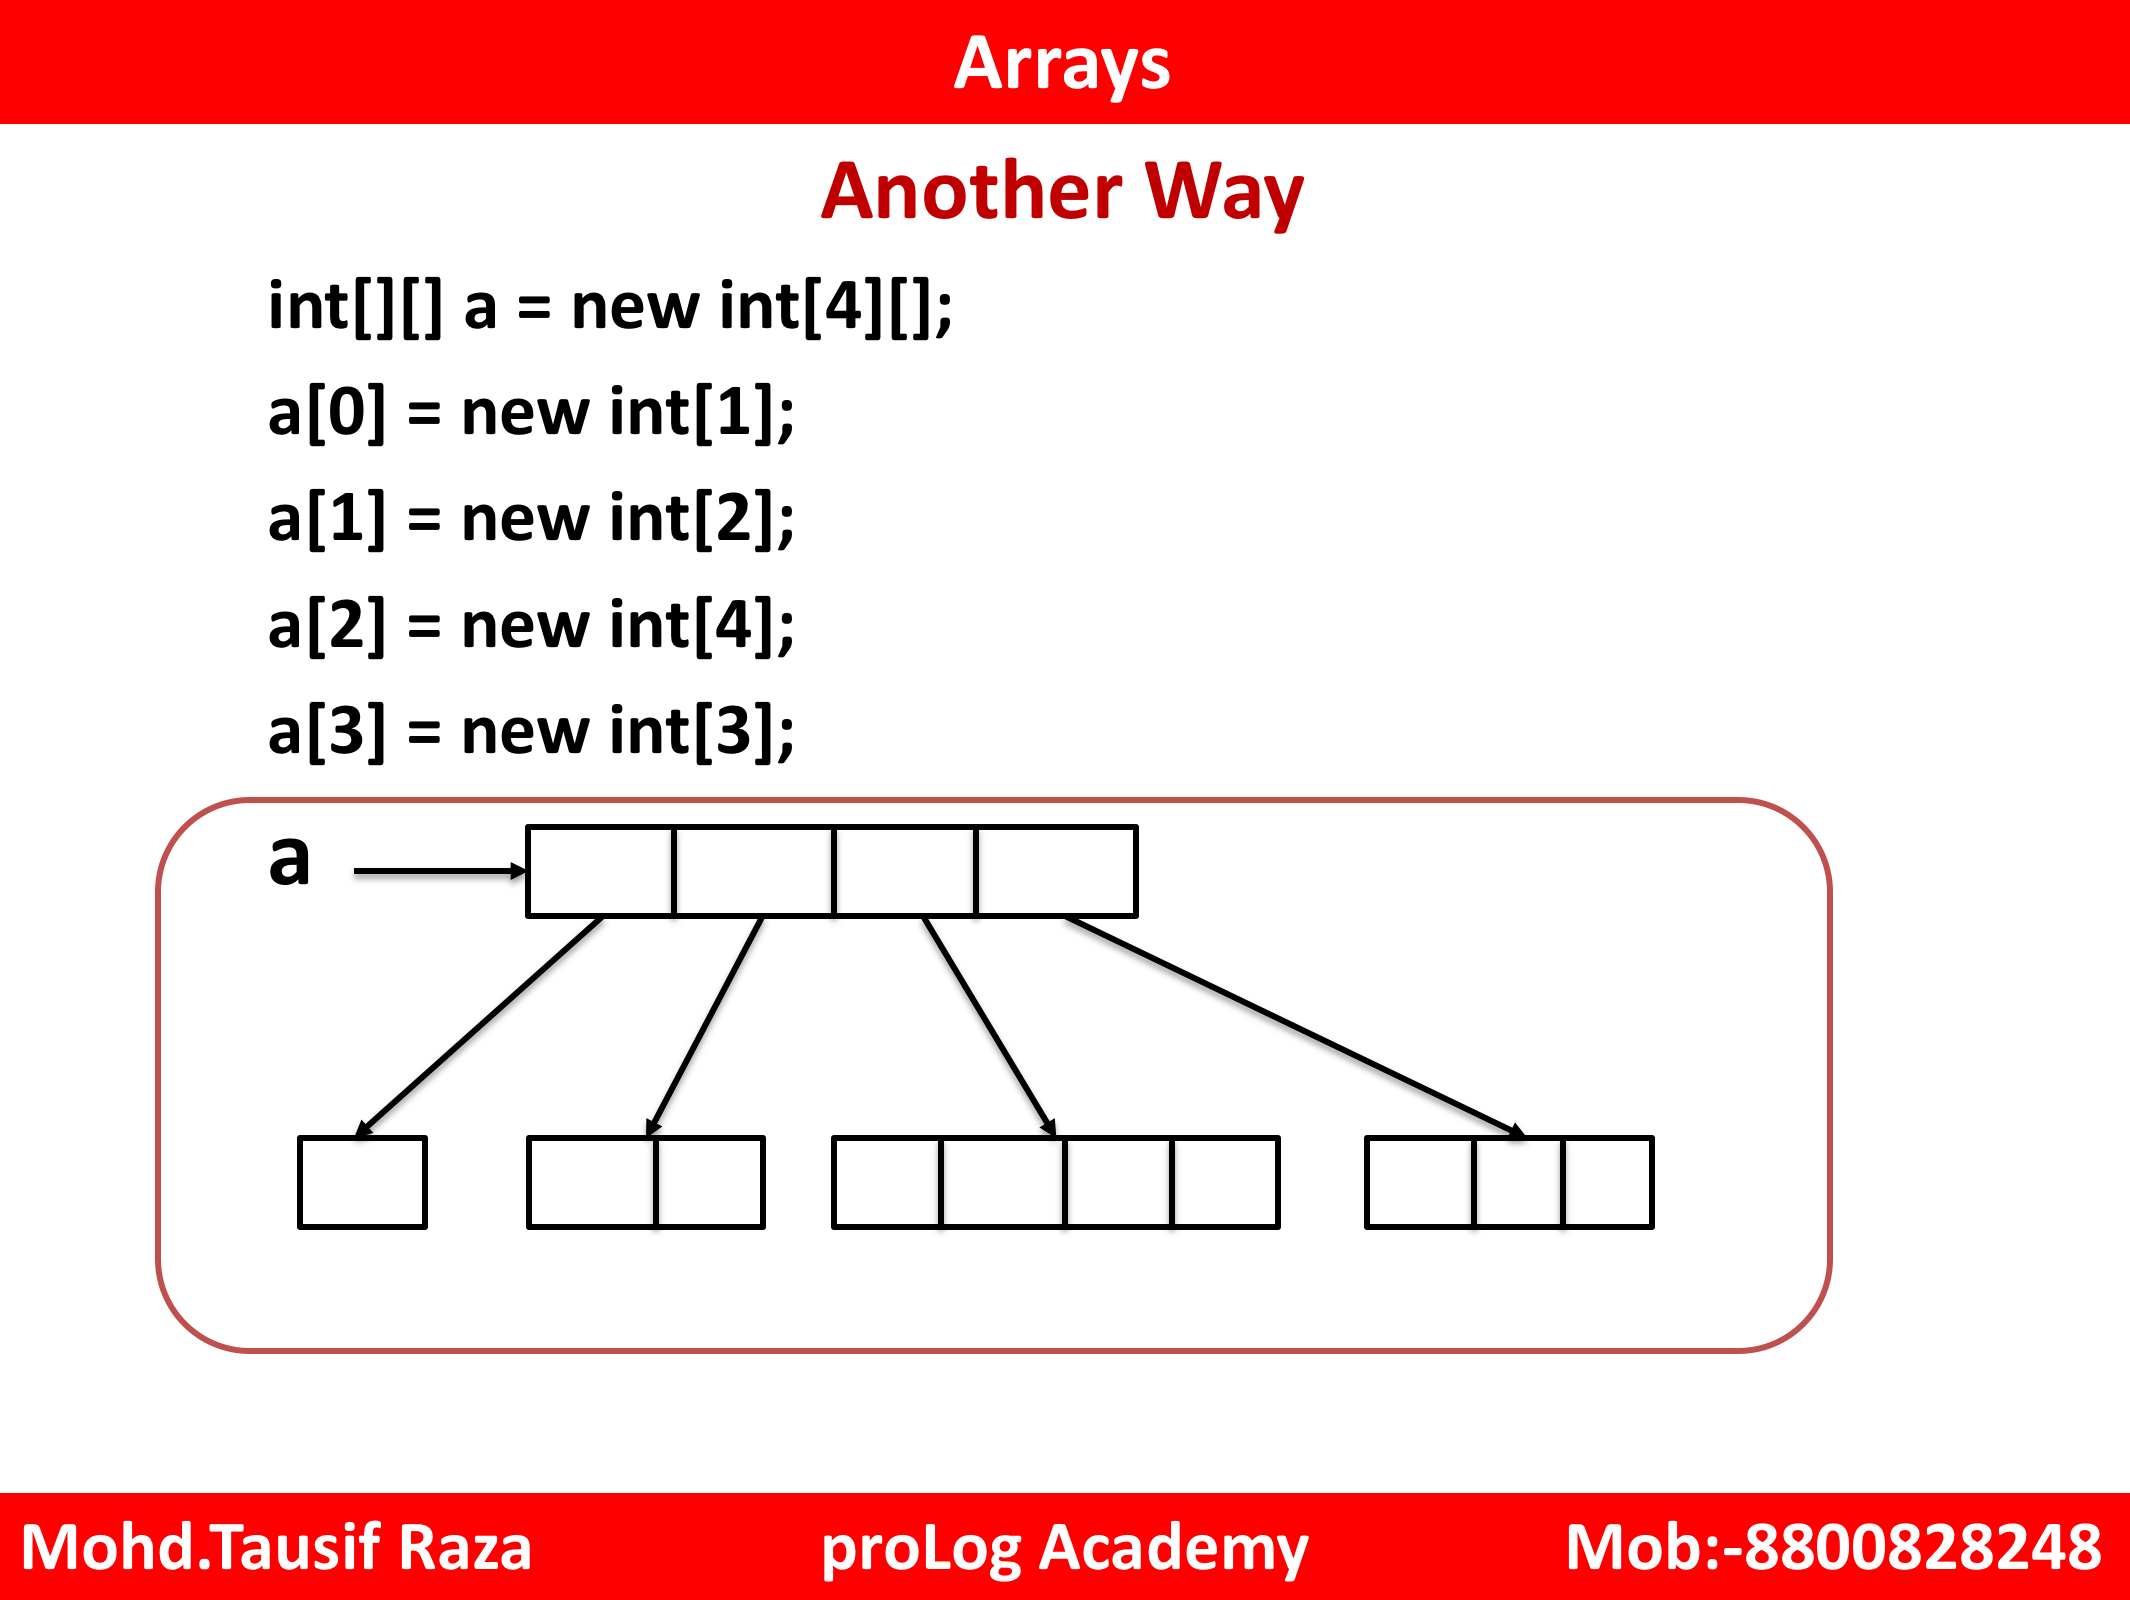 Arrays
Another Way
int[][] a = new int[4][];
a[0] = new int[1];
a[1] = new int[2];
a[2] = new int[4];
a[3] = new int[3];
a
Mohd.Tausif Raza proLog Academy Mob:-8800828248